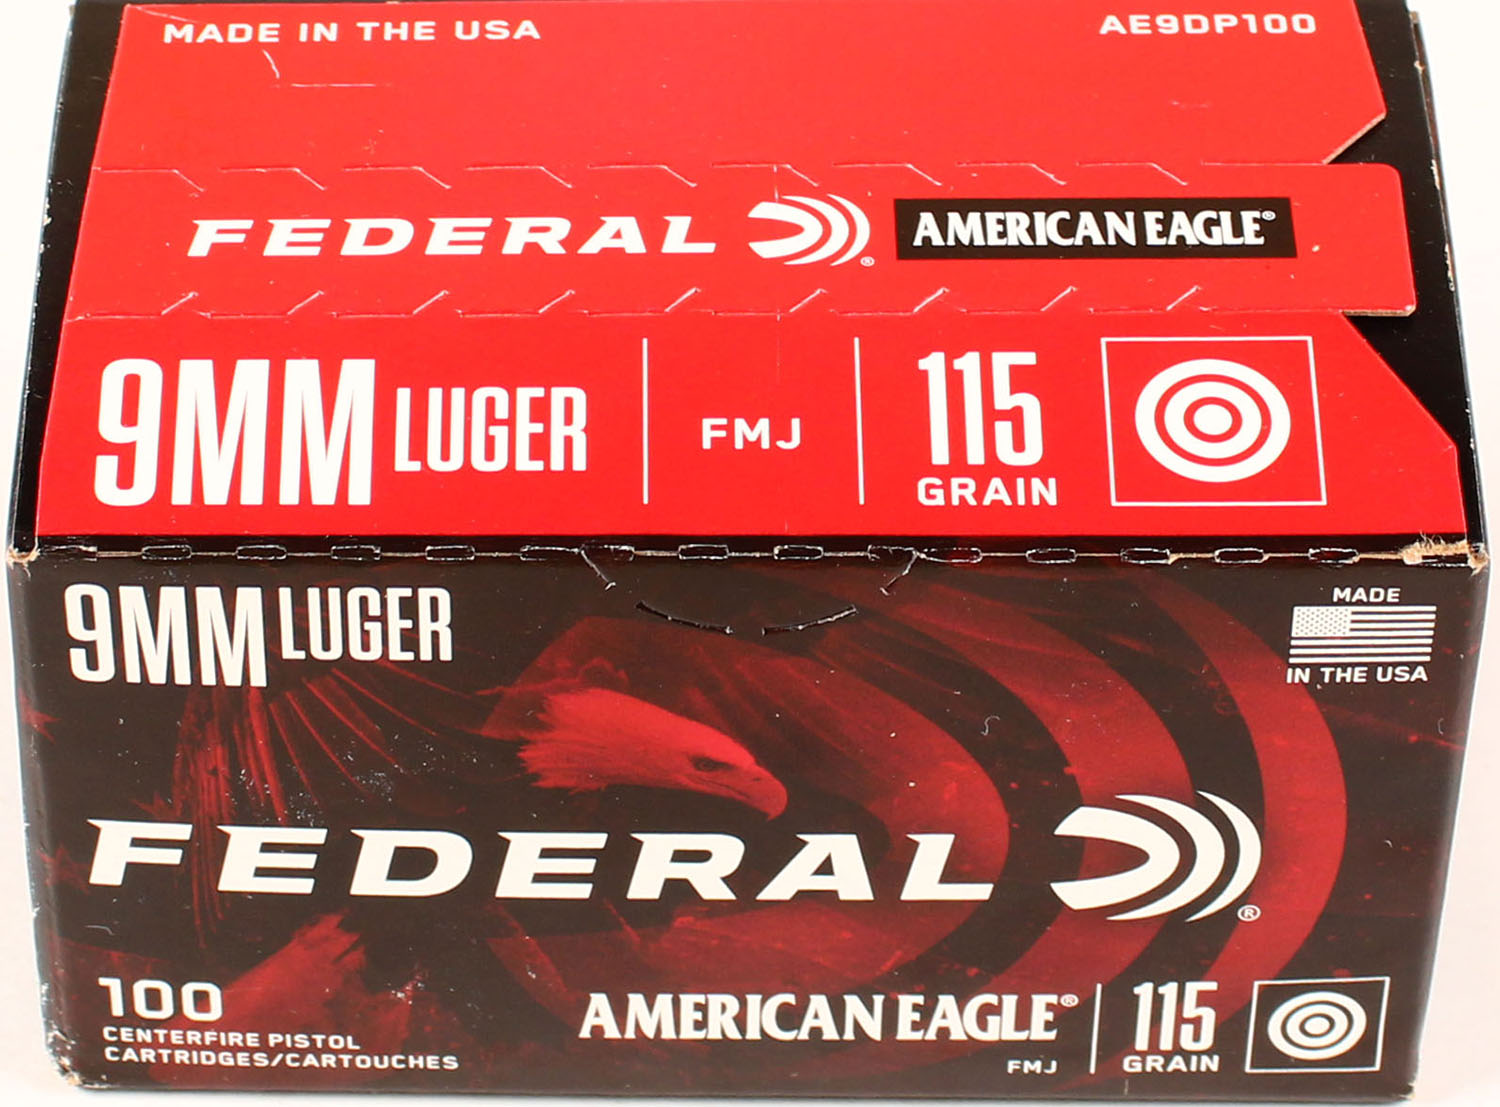 MADE IN THE USA AE9DP100
FEDERAL ® AMERICAN EAGLE®
9MM LUGER FMJ 115 GRAIN
9MM LUGER
MADE
IN THE USA
FEDERAL ®
100
CENTERFIRE PISTOL
CARTRIDGES/CARTOUCHES
AMERICAN EAGLE®
FMJ
115
GRAIN